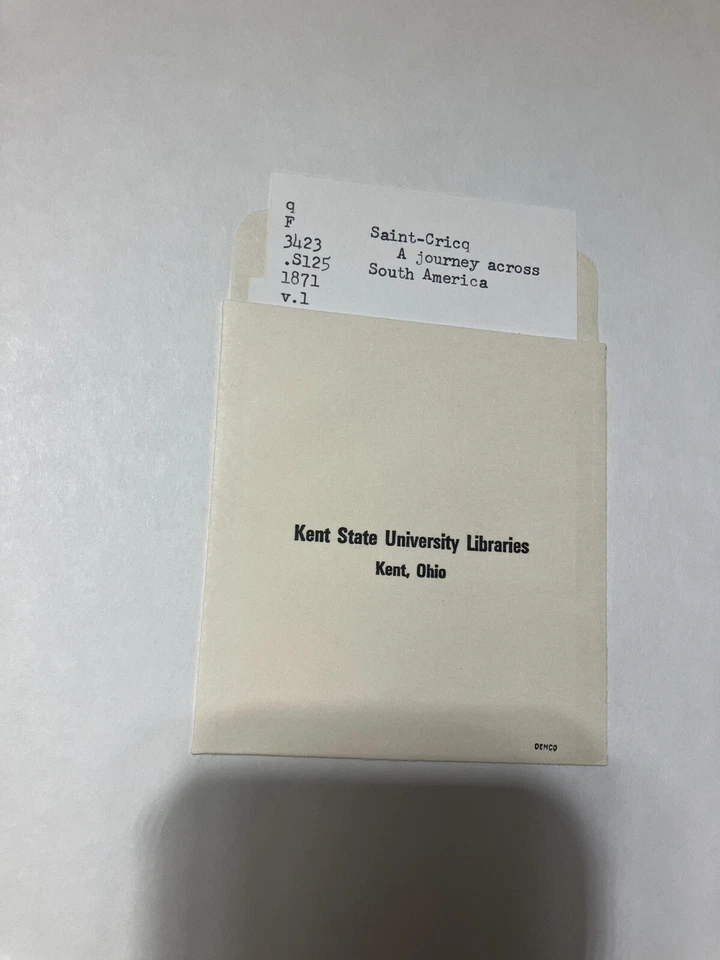 q
F
3423
.S125
1871
v.1
Saint-Cricq
A journey across
South America
Kent State University Libraries
Kent, Ohio
DEMCO